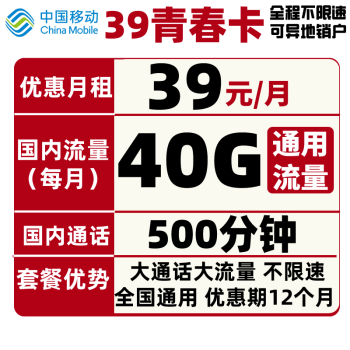 中国移动
China Mobile
39青春卡
全程不限速
可异地销户
优惠月租
39元/月
国内流量
（每月）
40G
通用
流量
国内通话
500分钟
套餐优势
大通话大流量 不限速
全国通用 优惠期12个月